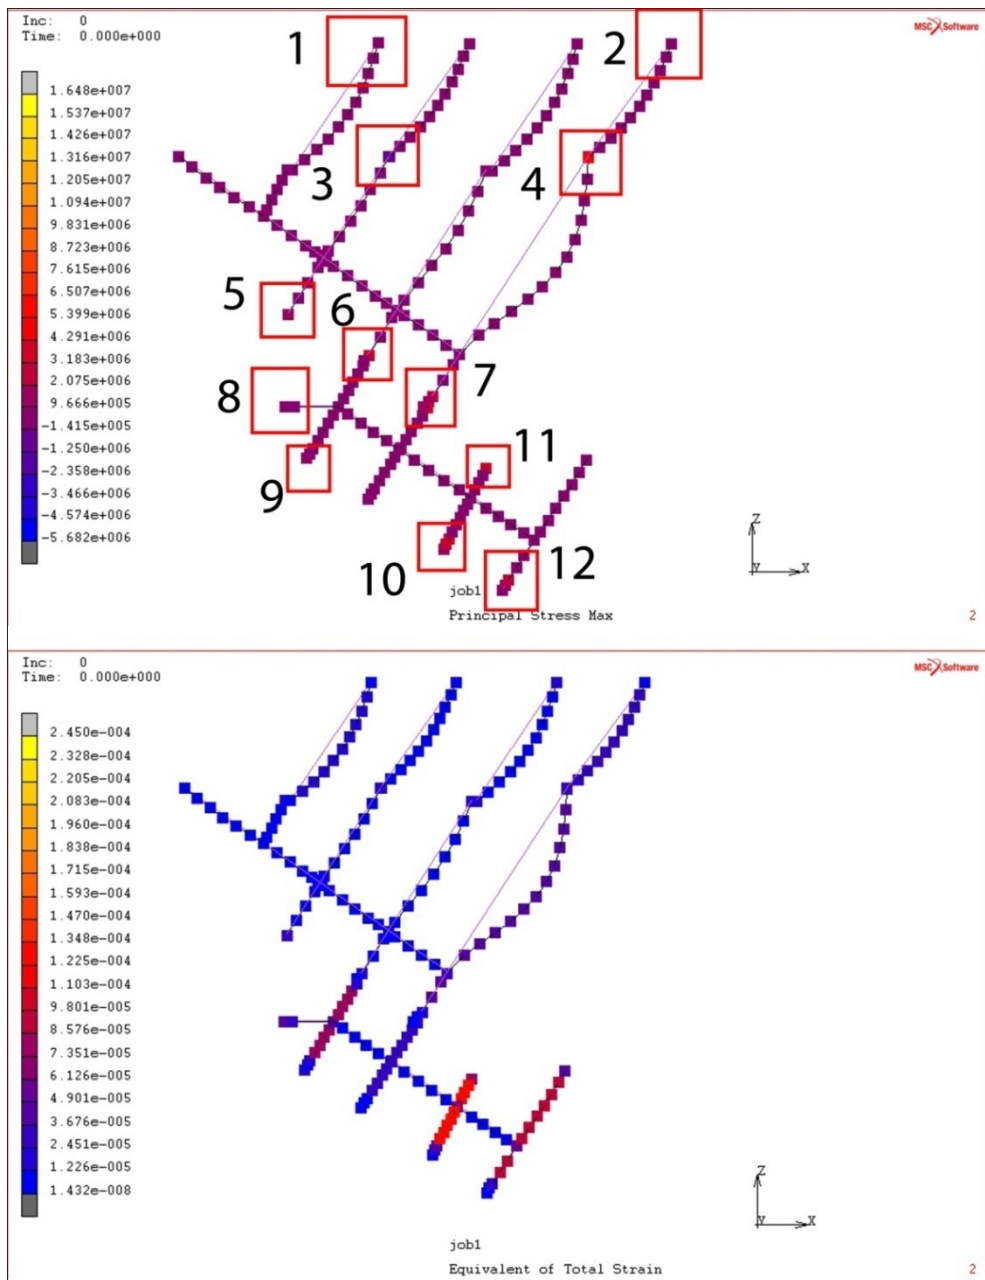 Inc: 0
Time: 0.000e+000
MSC Software
1.648e+007
1.537e+007
1.426e+007
1.316e+007
1.205e+007
1.094e+007
9.831e+006
8.723e+006
7.615e+006
6.507e+006
5.399e+006
4.291e+006
3.183e+006
2.075e+006
9.666e+005
-1.415e+005
-1.250e+006
-2.358e+006
-3.466e+006
-4.574e+006
-5.682e+006
1
2
3
4
5
6
7
8
9
11
10
12
Z
Y X
job1
Principal Stress Max
2
Inc: 0
Time: 0.000e+000
MSC Software
2.450e-004
2.328e-004
2.205e-004
2.083e-004
1.960e-004
1.838e-004
1.715e-004
1.593e-004
1.470e-004
1.348e-004
1.225e-004
1.103e-004
9.801e-005
8.576e-005
7.351e-005
6.126e-005
4.901e-005
3.676e-005
2.451e-005
1.226e-005
1.432e-008
Z
Y X
job1
Equivalent of Total Strain
2